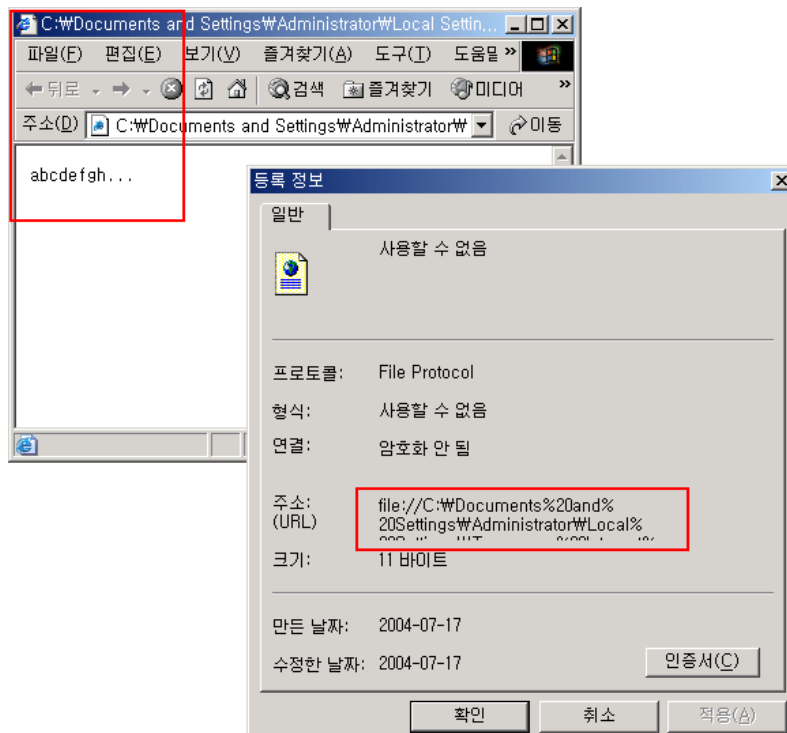 C:₩Documents and Settings₩Administrator₩Local Settin...
파일(F) 편집(E) 보기(V) 즐겨찾기(A) 도구(T) 도움말 »
뒤로 검색 즐겨찾기 미디어 »
주소(D) C:₩Documents and Settings₩Administrator₩ 이동
abcdefgh...
등록 정보
일반
사용할 수 없음
프로토콜: File Protocol
형식: 사용할 수 없음
연결: 암호화 안 됨
주소: file://C:₩Documents%20and%
(URL) 20Settings₩Administrator₩Local%
크기: 11 바이트
만든 날짜: 2004-07-17
수정한 날짜: 2004-07-17
인증서(C)
확인 취소 적용(A)